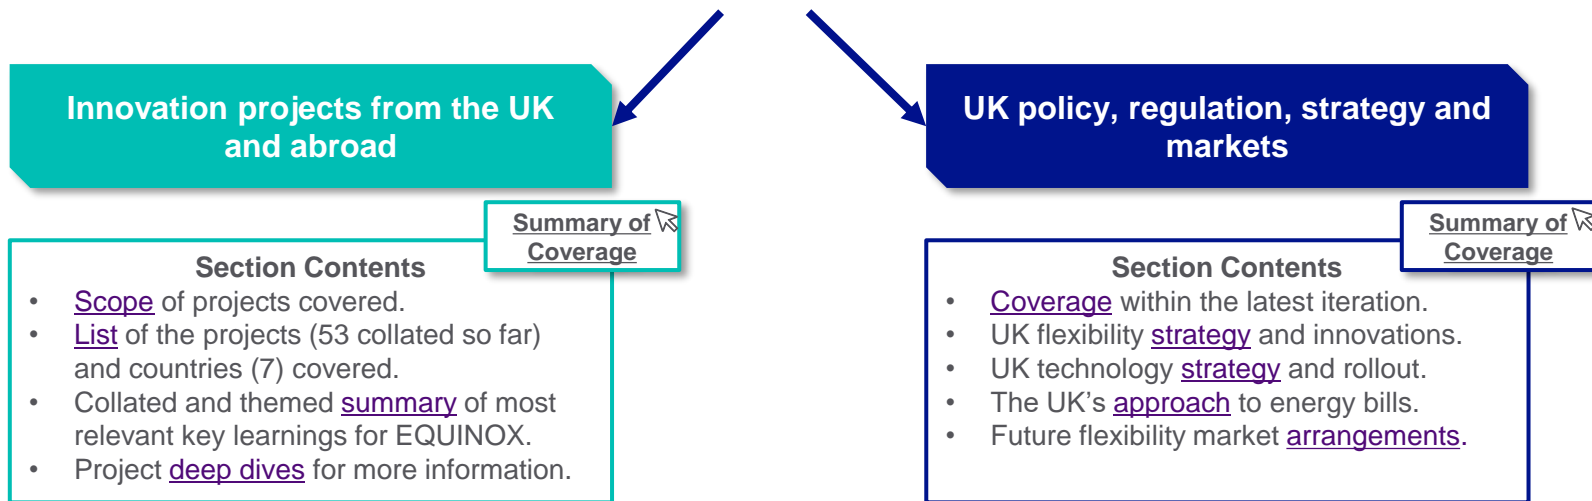 Innovation projects from the UK
and abroad
Summary of
Coverage
Section Contents
• Scope of projects covered.
• List of the projects (53 collated so far)
and countries (7) covered.
• Collated and themed summary of most
relevant key learnings for EQUINOX.
• Project deep dives for more information.
UK policy, regulation, strategy and
markets
Summary of
Coverage
Section Contents
• Coverage within the latest iteration.
• UK flexibility strategy and innovations.
• UK technology strategy and rollout.
• The UK's approach to energy bills.
• Future flexibility market arrangements.